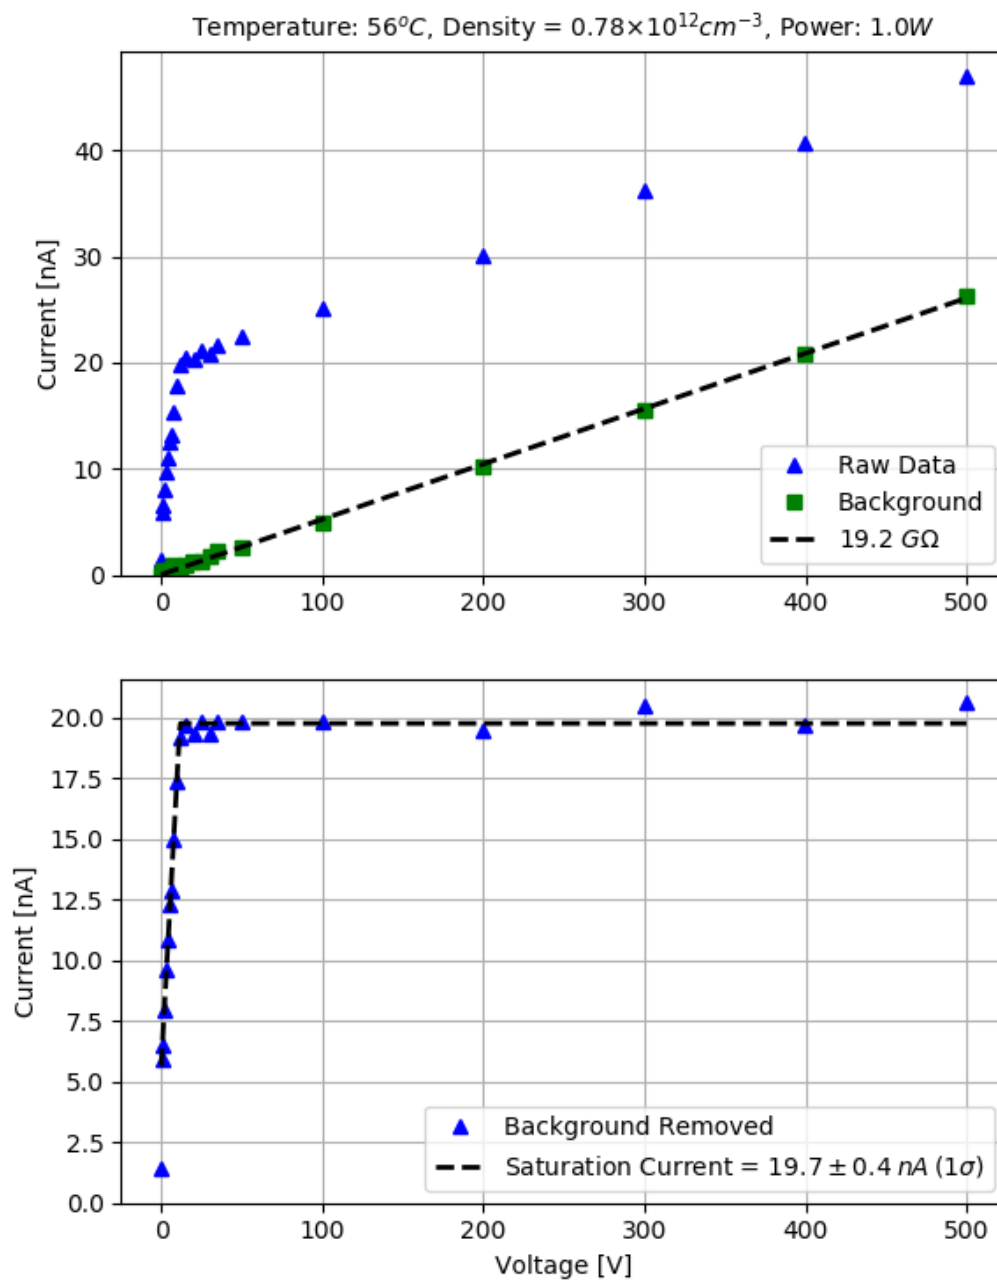 Temperature: 56°C, Density = 0.78×10¹²cm⁻³, Power: 1.0W
Current [nA]
40
30
20
10
0
Raw Data
Background
19.2 GΩ
0 100 200 300 400 500
Current [nA]
20.0
17.5
15.0
12.5
10.0
7.5
5.0
2.5
0.0
Background Removed
Saturation Current = 19.7 ± 0.4 nA (1σ)
0 100 200 300 400 500
Voltage [V]